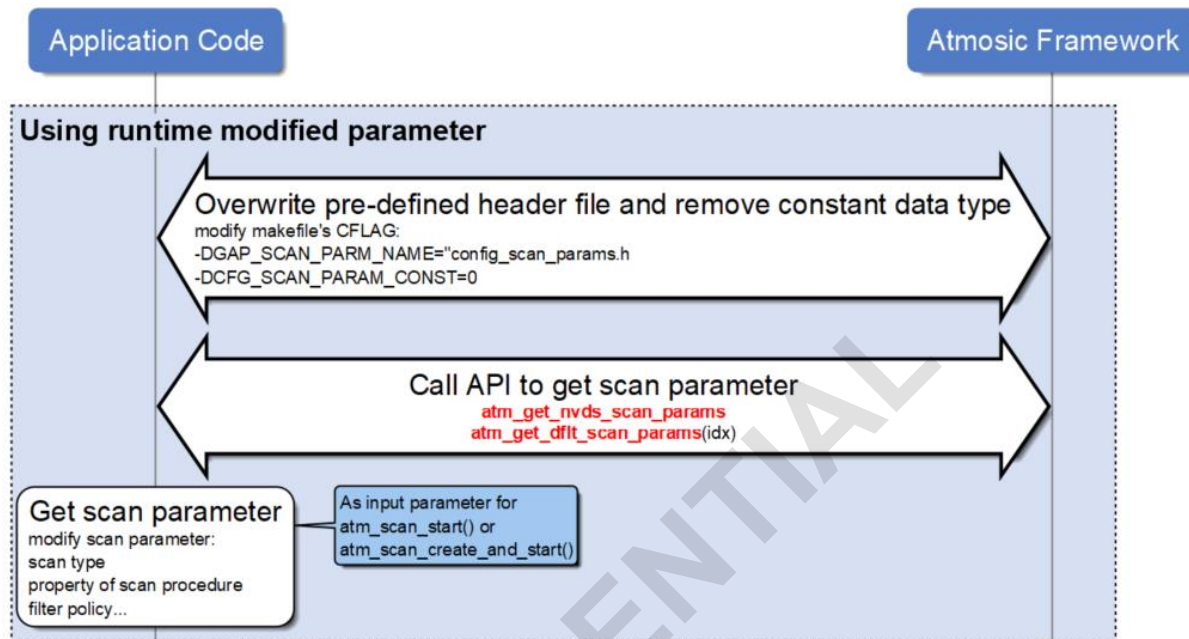 Application Code
Atmosic Framework
Using runtime modified parameter
Overwrite pre-defined header file and remove constant data type
modify makefile's CFLAG:
-DGAP_SCAN_PARM_NAME="config_scan_params.h
-DCFG_SCAN_PARAM_CONST=0
Call API to get scan parameter
atm_get_nvds_scan_params
atm_get_dflt_scan_params(idx)
Get scan parameter
modify scan parameter:
scan type
property of scan procedure
filter policy...
As input parameter for
atm_scan_start() or
atm_scan_create_and_start()
ENTIAL